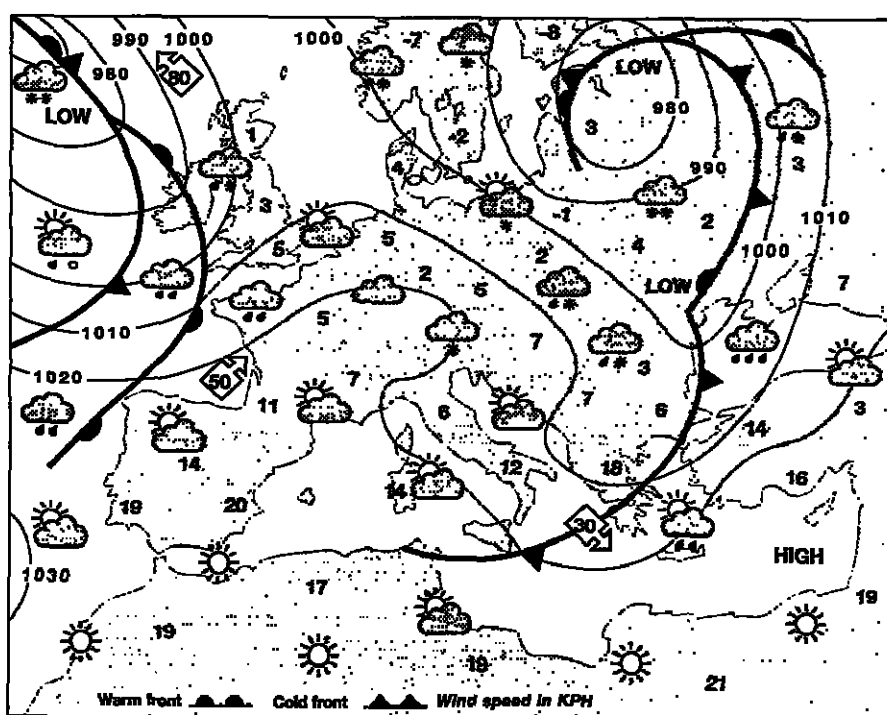 990 1000 1000 -7 2 -8
980 80 LOW LOW
LOW 1 -2 3 980
4 3
3 990
-1 2 1010
5 5 2 4 1000
2 5 LOW 7
1010 5
7 3
1020 50 7 7 3
11 6 6 14
14
12 18
19 20 14 16
30
1030 HIGH
17 19
19
19 21
Warm front Cold front Wind speed in KPH